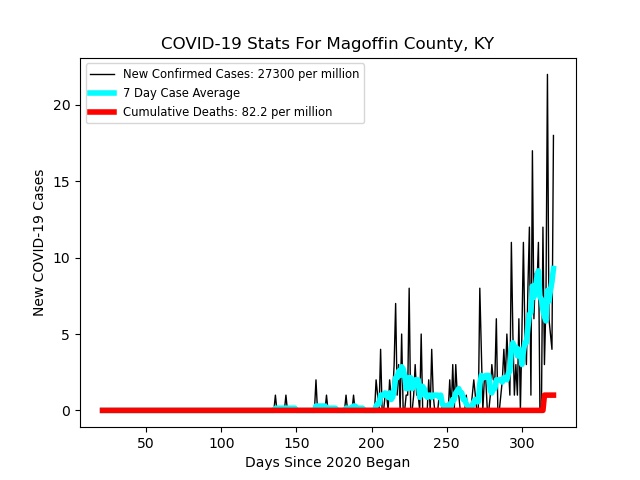 COVID-19 Stats For Magoffin County, KY
New Confirmed Cases: 27300 per million
7 Day Case Average
Cumulative Deaths: 82.2 per million
New COVID-19 Cases
20
15
10
5
0
50 100 150 200 250 300
Days Since 2020 Began